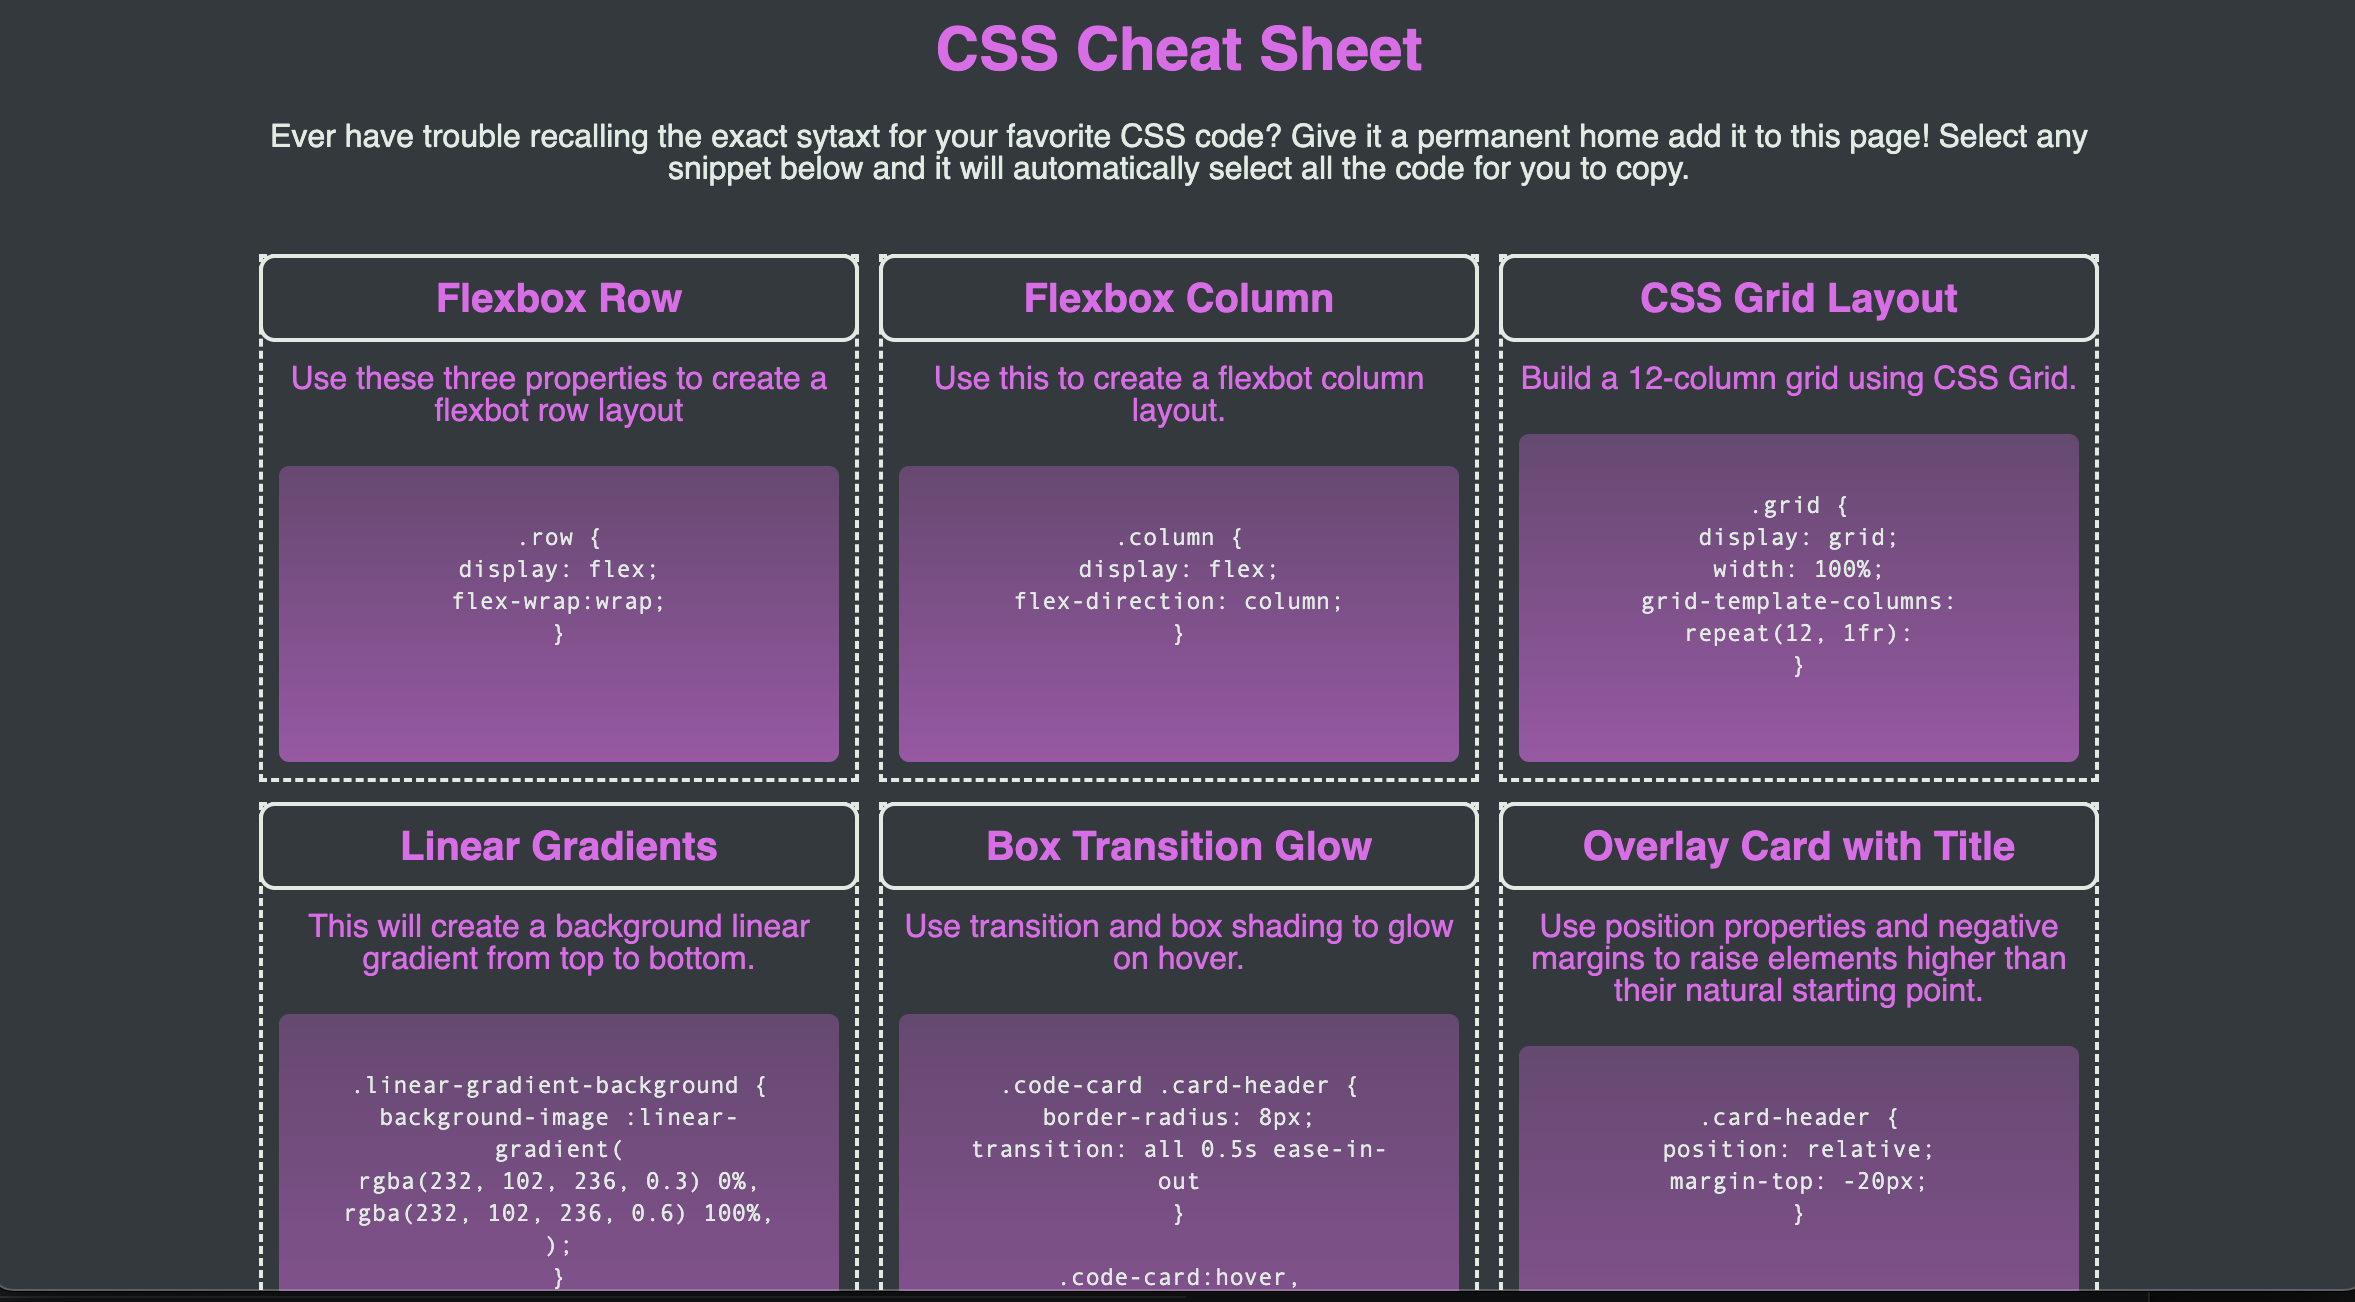 CSS Cheat Sheet
Ever have trouble recalling the exact sytaxt for your favorite CSS code? Give it a permanent home add it to this page! Select any
snippet below and it will automatically select all the code for you to copy.
Flexbox Row
Use these three properties to create a
flexbot row layout
.row {
display: flex;
flex-wrap:wrap;
}
Flexbox Column
Use this to create a flexbot column
layout.
.column {
display: flex;
flex-direction: column;
}
CSS Grid Layout
Build a 12-column grid using CSS Grid.
.grid {
display: grid;
width: 100%;
grid-template-columns:
repeat(12, 1fr):
}
Linear Gradients
This will create a background linear
gradient from top to bottom.
.linear-gradient-background {
background-image :linear-
gradient(
rgba(232, 102, 236, 0.3) 0%,
rgba(232, 102, 236, 0.6) 100%,
);
}
Box Transition Glow
Use transition and box shading to glow
on hover.
.code-card .card-header {
border-radius: 8px;
transition: all 0.5s ease-in-
out
}
.code-card:hover,
Overlay Card with Title
Use position properties and negative
margins to raise elements higher than
their natural starting point.
.card-header {
position: relative;
margin-top: -20px;
}